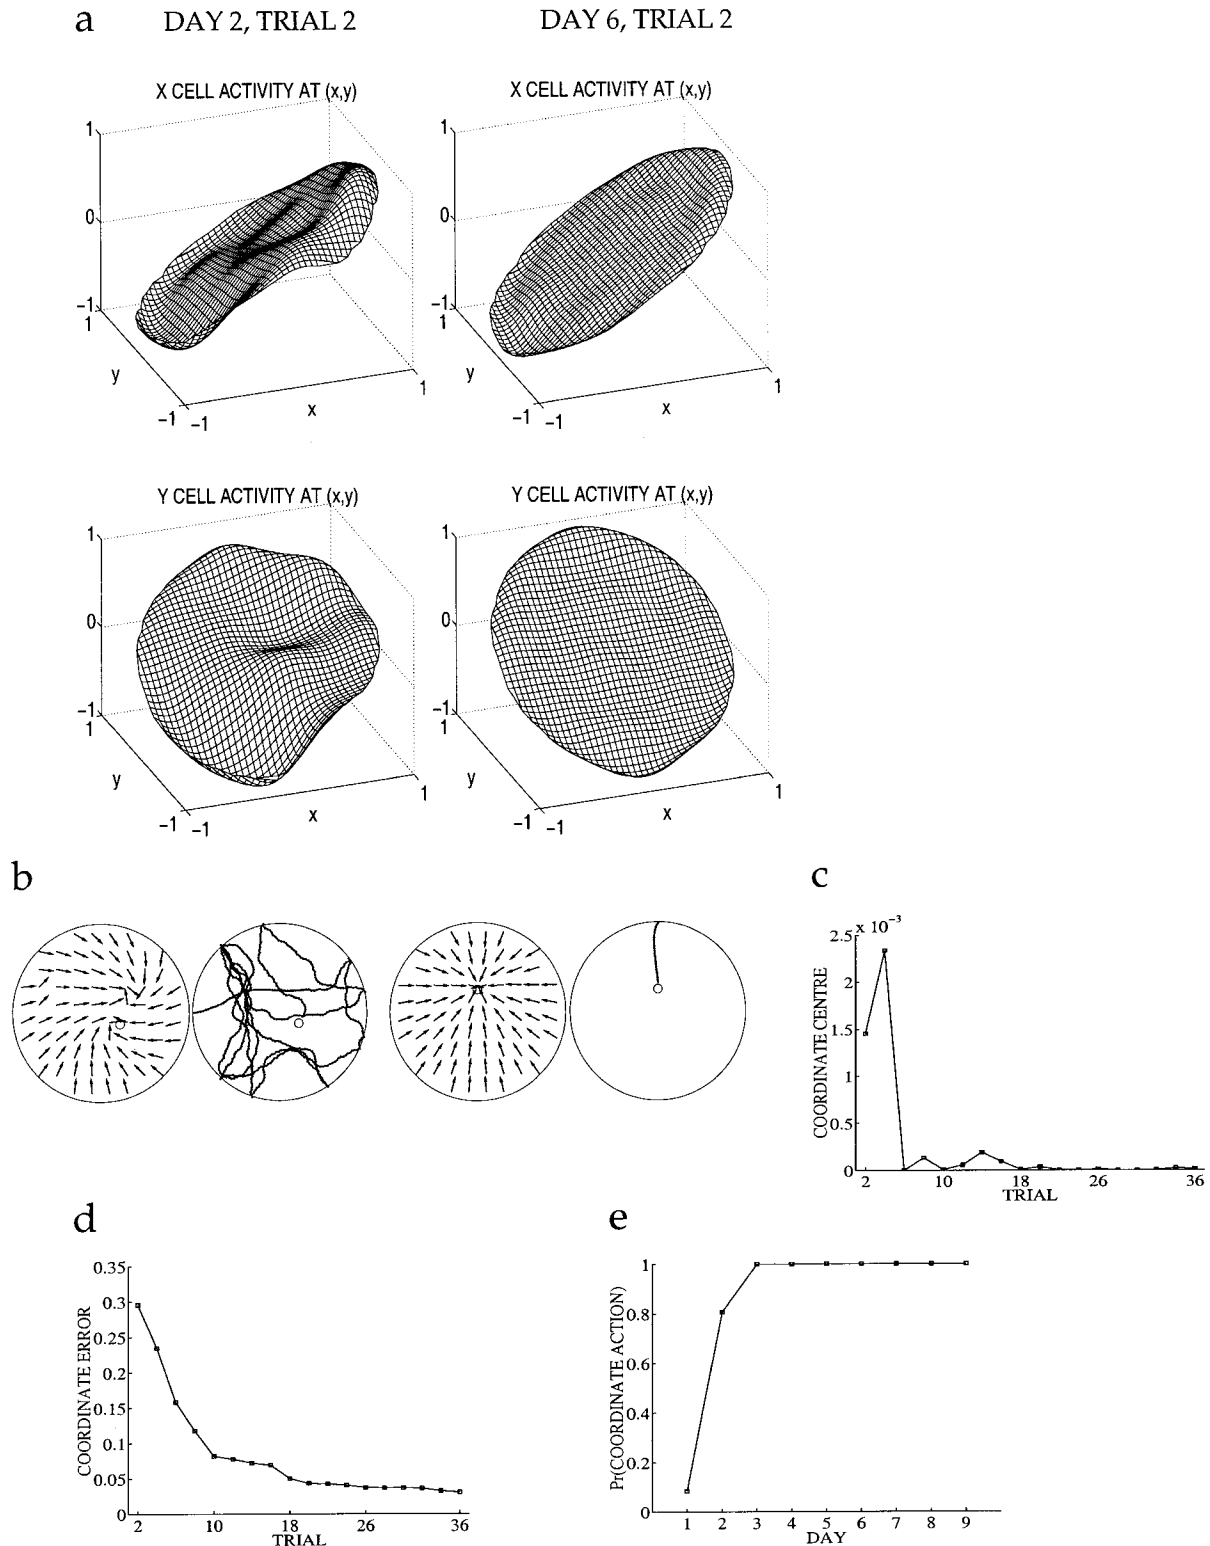 a DAY 2, TRIAL 2 DAY 6, TRIAL 2
X CELL ACTIVITY AT (x,y) X CELL ACTIVITY AT (x,y)
1 1
0 0
−1 −1
1 1
y y
−1 −1 x 1 −1 −1 x 1
Y CELL ACTIVITY AT (x,y) Y CELL ACTIVITY AT (x,y)
1 1
0 0
−1 −1
1 1
y y
−1 −1 x 1 −1 −1 x 1
b
c
x 10⁻³
2.5
2
1.5
1
0.5
0
COORDINATE CENTRE
2 10 18 26 36
TRIAL
d
0.35
0.3
0.25
0.2
0.15
0.1
0.05
0
COORDINATE ERROR
2 10 18 26 36
TRIAL
e
1
0.8
0.6
0.4
0.2
0
Pr(COORDINATE ACTION)
1 2 3 4 5 6 7 8 9
DAY